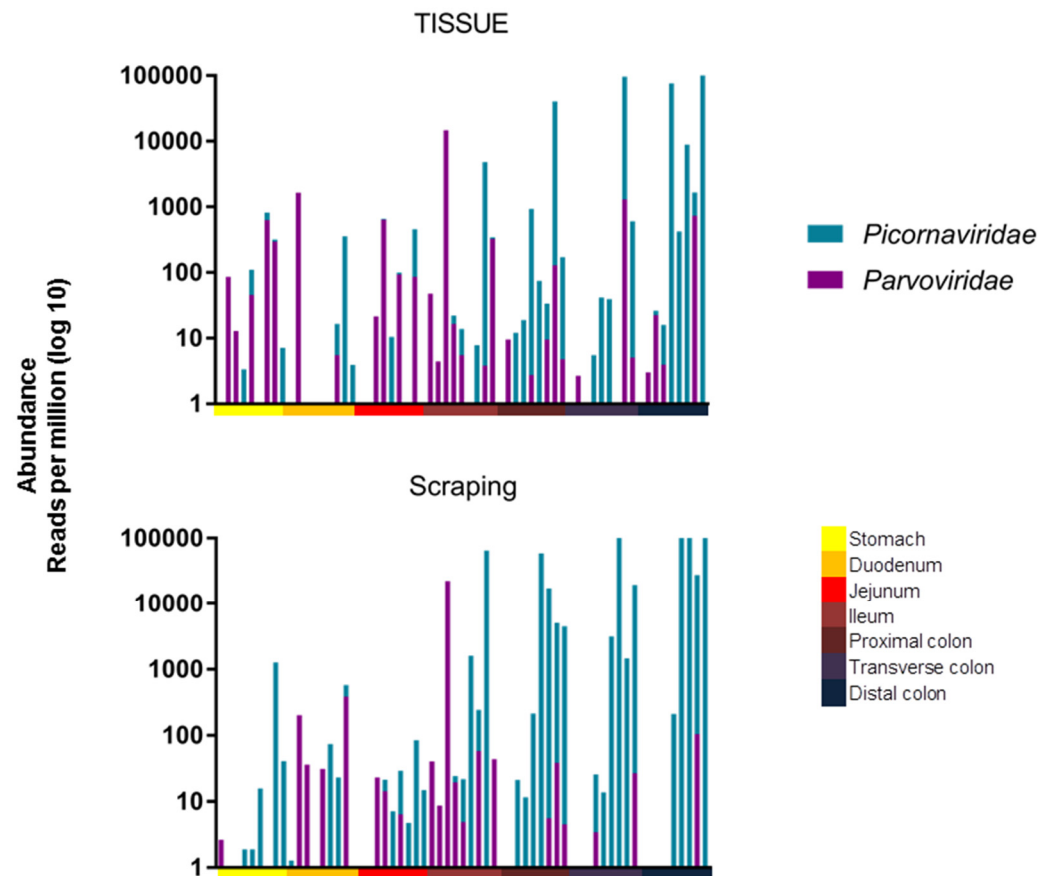 TISSUE
100000
10000
1000
100
10
1
Picornaviridae
Parvoviridae
Abundance
Reads per million (log 10)
Scraping
100000
10000
1000
100
10
1
Stomach
Duodenum
Jejunum
Ileum
Proximal colon
Transverse colon
Distal colon